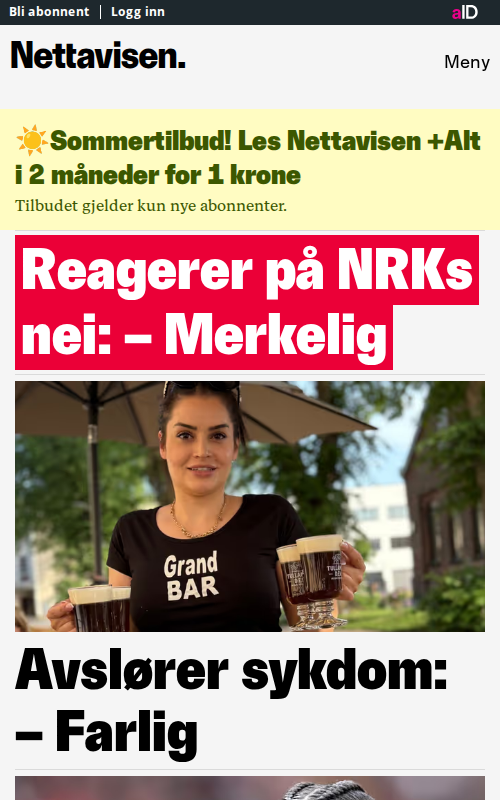 Bli abonnent
Logg inn
aID
Nettavisen.
Meny
Sommertilbud! Les Nettavisen +Alt
i 2 måneder for 1 krone
Tilbudet gjelder kun nye abonnenter.
Reagerer på NRKs
nei: – Merkelig
Grand
BAR
Avslører sykdom:
– Farlig